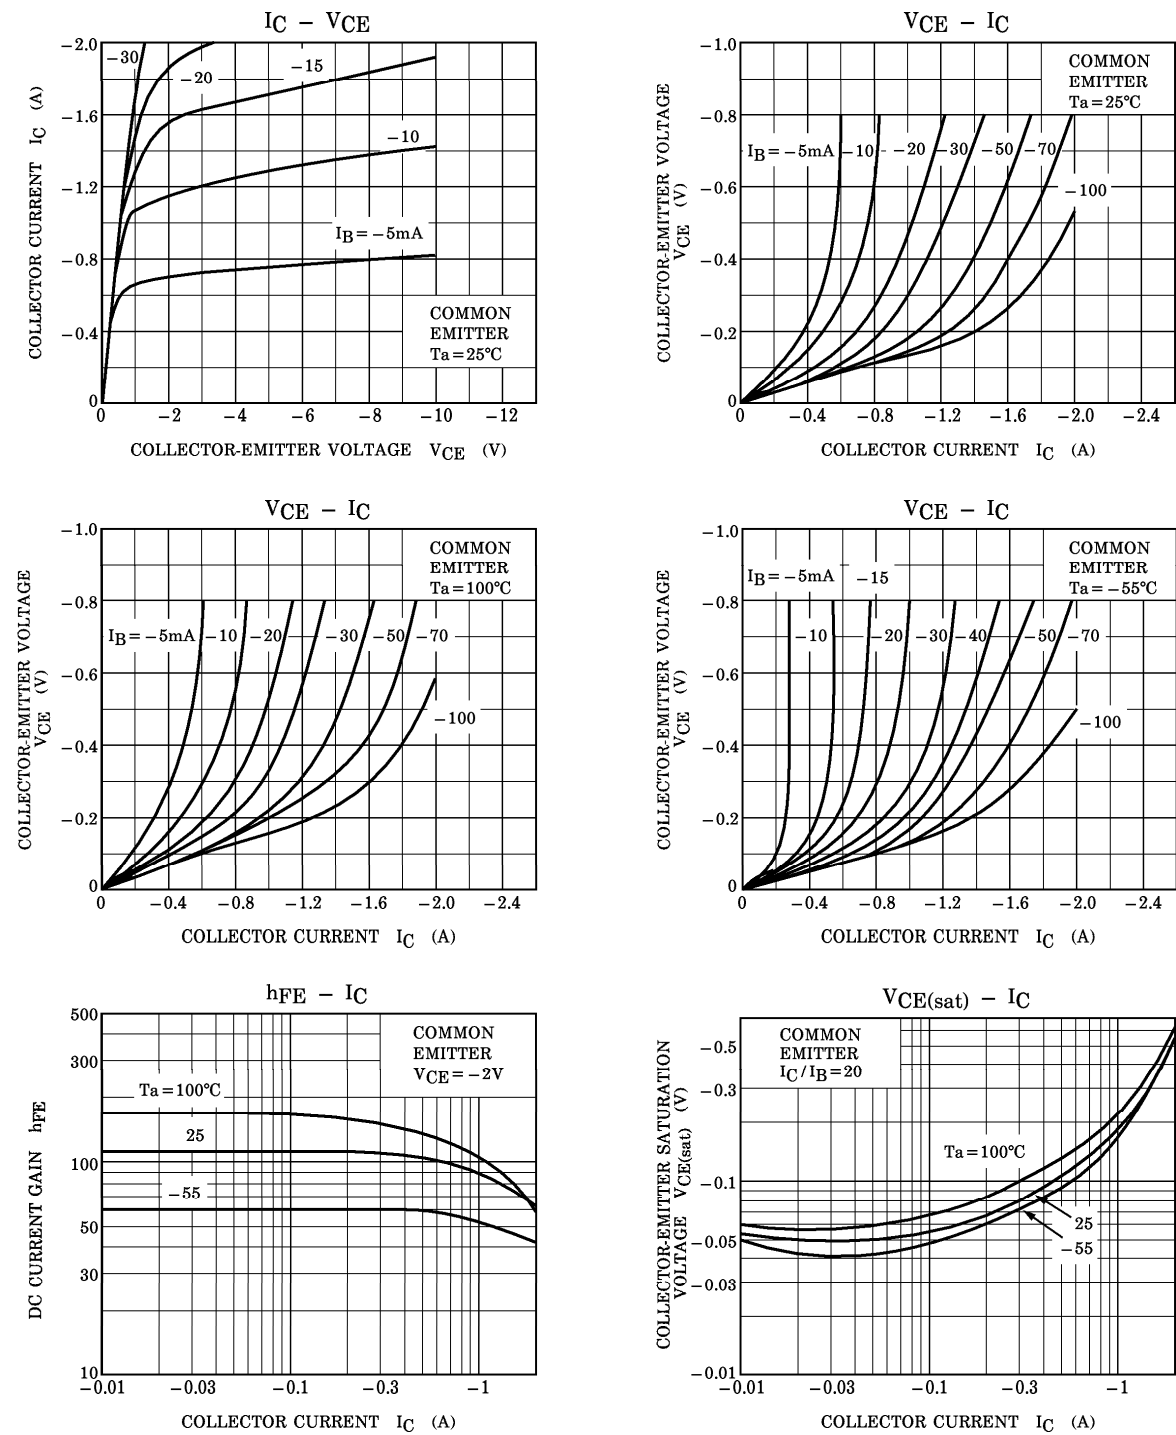 IC – VCE
COLLECTOR CURRENT IC (A)
–2.0
–1.6
–1.2
–0.8
–0.4
0
–30
–20
–15
–10
IB = –5mA
COMMON
EMITTER
Ta = 25°C
0 –2 –4 –6 –8 –10 –12
COLLECTOR-EMITTER VOLTAGE VCE (V)
VCE – IC
COLLECTOR-EMITTER VOLTAGE
VCE (V)
–1.0
–0.8
–0.6
–0.4
–0.2
0
COMMON
EMITTER
Ta = 25°C
IB = –5mA –10 –20 –30 –50 –70
–100
0 –0.4 –0.8 –1.2 –1.6 –2.0 –2.4
COLLECTOR CURRENT IC (A)
VCE – IC
COLLECTOR-EMITTER VOLTAGE
VCE (V)
–1.0
–0.8
–0.6
–0.4
–0.2
0
COMMON
EMITTER
Ta = 100°C
IB = –5mA –10 –20 –30 –50 –70
–100
0 –0.4 –0.8 –1.2 –1.6 –2.0 –2.4
COLLECTOR CURRENT IC (A)
VCE – IC
COLLECTOR-EMITTER VOLTAGE
VCE (V)
–1.0
–0.8
–0.6
–0.4
–0.2
0
COMMON
EMITTER
Ta = –55°C
IB = –5mA –15
–10 –20 –30 –40 –50 –70
–100
0 –0.4 –0.8 –1.2 –1.6 –2.0 –2.4
COLLECTOR CURRENT IC (A)
hFE – IC
DC CURRENT GAIN hFE
500
300
100
50
30
10
COMMON
EMITTER
VCE = –2V
Ta = 100°C
25
–55
–0.01 –0.03 –0.1 –0.3 –1
COLLECTOR CURRENT IC (A)
VCE(sat) – IC
COLLECTOR-EMITTER SATURATION
VOLTAGE VCE(sat) (V)
–0.5
–0.3
–0.1
–0.05
–0.03
–0.01
COMMON
EMITTER
IC / IB = 20
Ta = 100°C
25
–55
–0.01 –0.03 –0.1 –0.3 –1
COLLECTOR CURRENT IC (A)